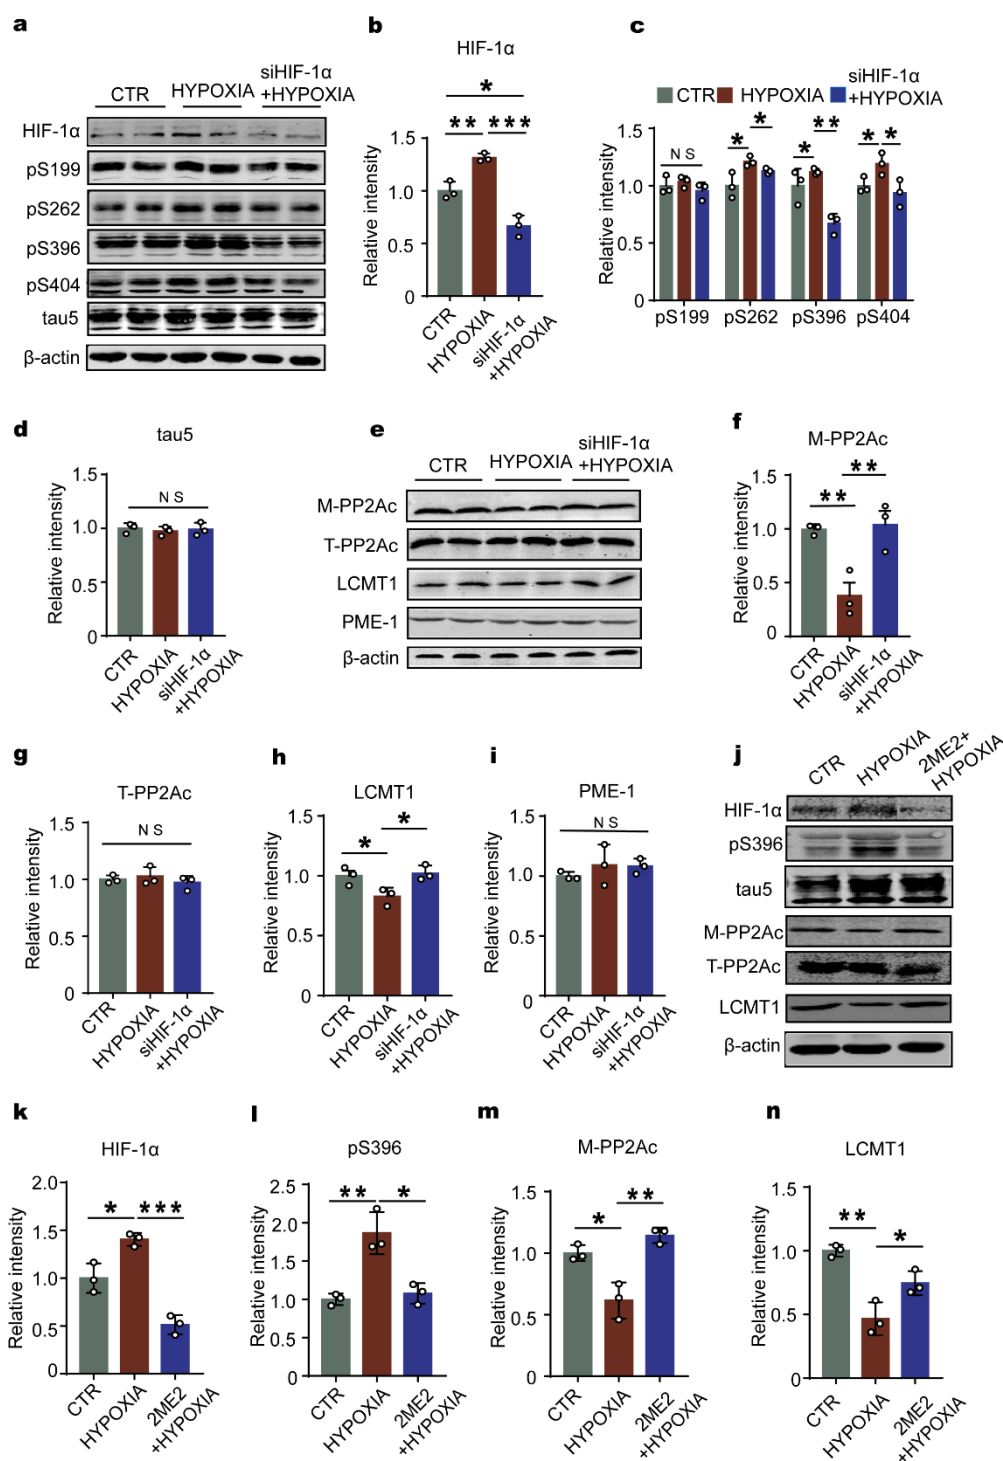 a
CTR
HYPOXIA
siHIF-1α
+HYPOXIA
HIF-1α
pS199
pS262
pS396
pS404
tau5
β-actin
b
HIF-1α
*
** ***
Relative intensity
1.5
1.0
0.5
0
CTR
HYPOXIA
siHIF-1α
+HYPOXIA
c
CTR
HYPOXIA
siHIF-1α
+HYPOXIA
Relative intensity
1.5
1.0
0.5
0
N S
* *
* **
* *
pS199
pS262
pS396
pS404
d
tau5
Relative intensity
1.5
1.0
0.5
0
N S
CTR
HYPOXIA
siHIF-1α
+HYPOXIA
e
CTR
HYPOXIA
siHIF-1α
+HYPOXIA
M-PP2Ac
T-PP2Ac
LCMT1
PME-1
β-actin
f
M-PP2Ac
Relative intensity
1.5
1.0
0.5
0
** **
CTR
HYPOXIA
siHIF-1α
+HYPOXIA
g
T-PP2Ac
Relative intensity
1.5
1.0
0.5
0
N S
CTR
HYPOXIA
siHIF-1α
+HYPOXIA
h
LCMT1
Relative intensity
1.5
1.0
0.5
0
* *
CTR
HYPOXIA
siHIF-1α
+HYPOXIA
i
PME-1
Relative intensity
1.5
1.0
0.5
0
N S
CTR
HYPOXIA
siHIF-1α
+HYPOXIA
j
CTR
HYPOXIA
2ME2+
HYPOXIA
HIF-1α
pS396
tau5
M-PP2Ac
T-PP2Ac
LCMT1
β-actin
k
HIF-1α
Relative intensity
2.0
1.5
1.0
0.5
0
* ***
CTR
HYPOXIA
2ME2
+HYPOXIA
l
pS396
Relative intensity
2.5
2.0
1.5
1.0
0.5
0
** *
CTR
HYPOXIA
2ME2
+HYPOXIA
m
M-PP2Ac
Relative intensity
1.5
1.0
0.5
0
* **
CTR
HYPOXIA
2ME2
+HYPOXIA
n
LCMT1
Relative intensity
1.5
1.0
0.5
0
** *
CTR
HYPOXIA
2ME2
+HYPOXIA